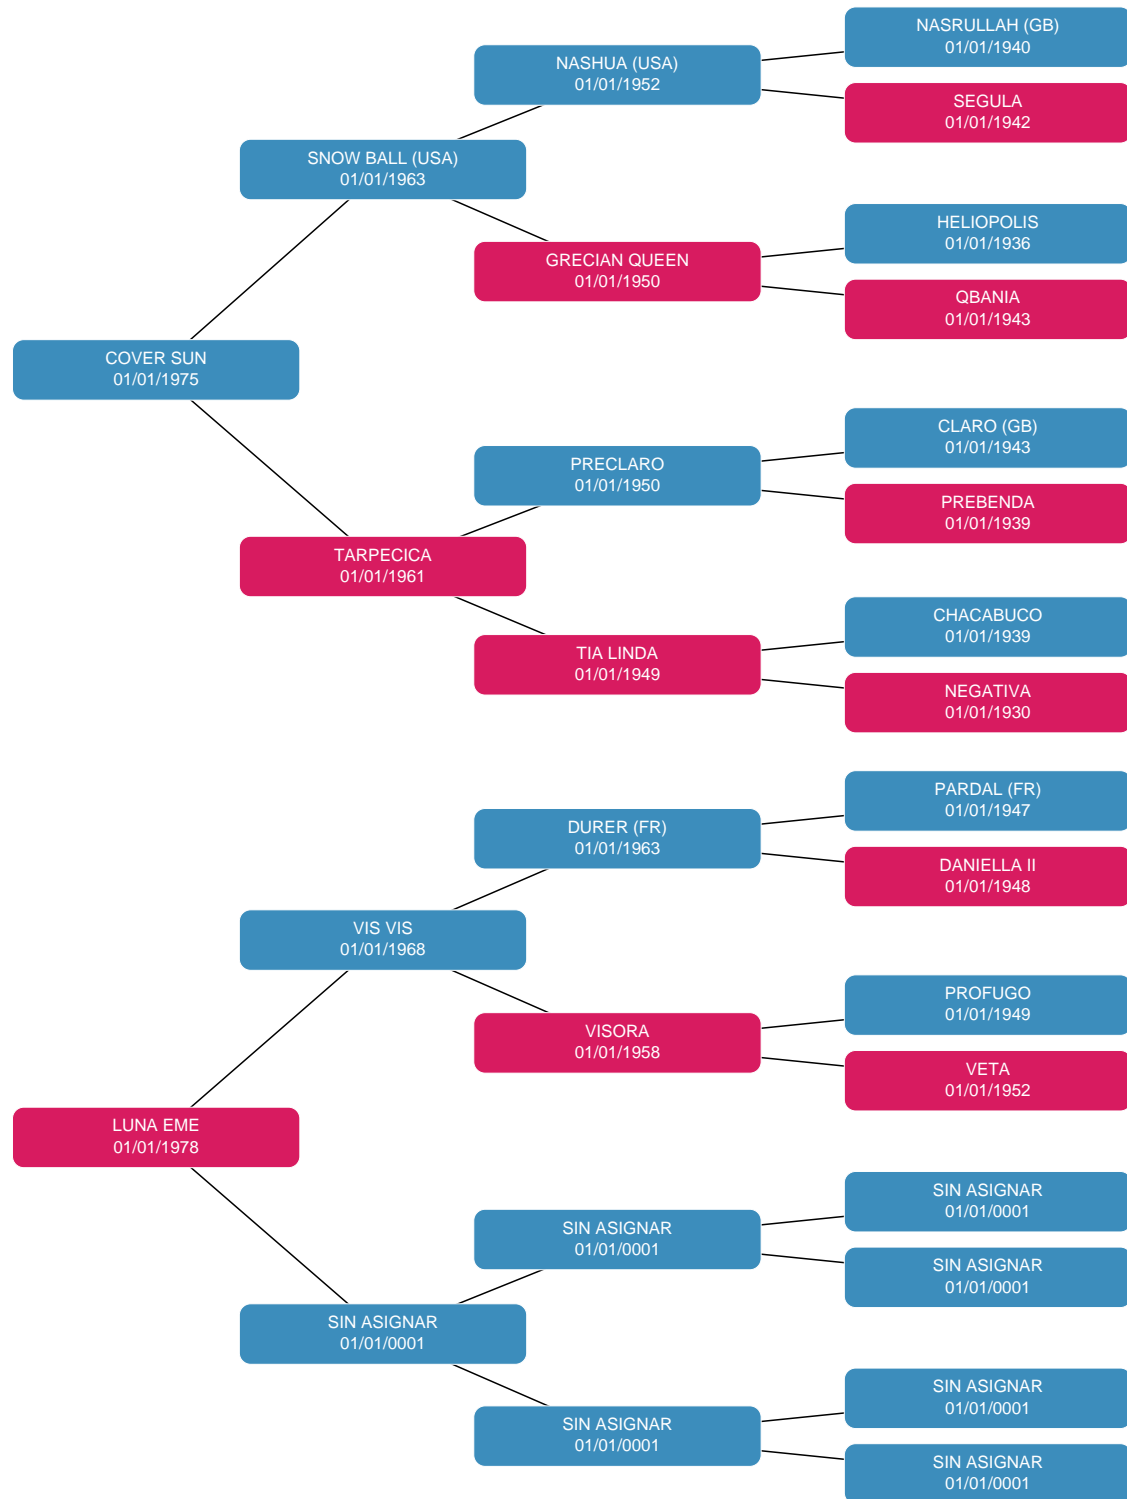 NASRULLAH (GB)
01/01/1940
NASHUA (USA)
01/01/1952
SEGULA
01/01/1942
SNOW BALL (USA)
01/01/1963
HELIOPOLIS
01/01/1936
GRECIAN QUEEN
01/01/1950
QBANIA
01/01/1943
COVER SUN
01/01/1975
CLARO (GB)
01/01/1943
PRECLARO
01/01/1950
PREBENDA
01/01/1939
TARPECICA
01/01/1961
CHACABUCO
01/01/1939
TIA LINDA
01/01/1949
NEGATIVA
01/01/1930
PARDAL (FR)
01/01/1947
DURER (FR)
01/01/1963
DANIELLA II
01/01/1948
VIS VIS
01/01/1968
PROFUGO
01/01/1949
VISORA
01/01/1958
VETA
01/01/1952
LUNA EME
01/01/1978
SIN ASIGNAR
01/01/0001
SIN ASIGNAR
01/01/0001
SIN ASIGNAR
01/01/0001
SIN ASIGNAR
01/01/0001
SIN ASIGNAR
01/01/0001
SIN ASIGNAR
01/01/0001
SIN ASIGNAR
01/01/0001